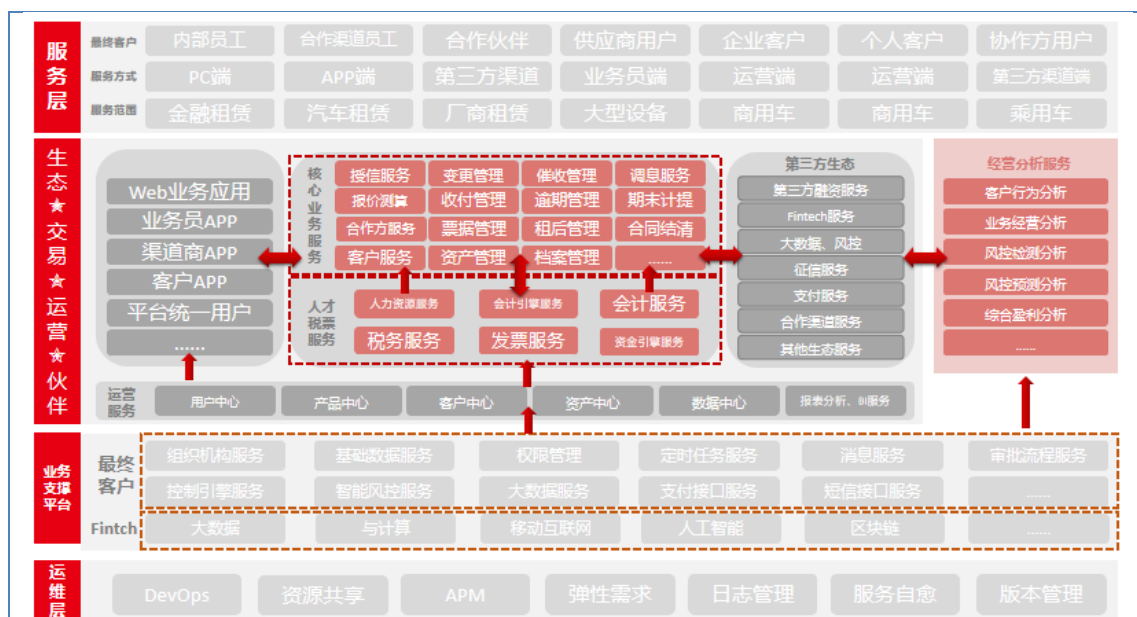 服务层
最终客户 内部员工 合作渠道员工 合作伙伴 供应商用户 企业客户 个人客户 协作方用户
服务方式 PC端 APP端 第三方渠道 业务员端 运营端 运营端 第三方渠道端
服务范围 金融租赁 汽车租赁 厂商租赁 大型设备 商用车 商用车 乘用车
生态★交易★运营★伙伴
Web业务应用
业务员APP
渠道商APP
客户APP
平台统一用户
......
核心业务服务
授信服务 变更管理 催收管理 调息服务
报价测算 收付管理 逾期管理 期末计提
合作方服务 票据管理 租后管理 合同结清
客户服务 资产管理 档案管理 ......
人才税票服务
人力资源服务 会计引擎服务 会计服务
税务服务 发票服务 资金引擎服务
第三方生态
第三方融资服务
Fintech服务
大数据、风控
征信服务
支付服务
合作渠道服务
其他生态服务
经营分析服务
客户行为分析
业务经营分析
风控检测分析
风控预测分析
综合盈利分析
......
运营服务 用户中心 产品中心 客户中心 资产中心 数据中心 报表分析、BI服务
业务支撑平台
最终客户
组织机构服务 基础数据服务 权限管理 定时任务服务 消息服务 审批流程服务
控制引擎服务 智能风控服务 大数据服务 支付接口服务 短信接口服务 ......
Fintch 大数据 与计算 移动互联网 人工智能 区块链 ......
运维层
DevOps 资源共享 APM 弹性需求 日志管理 服务自愈 版本管理